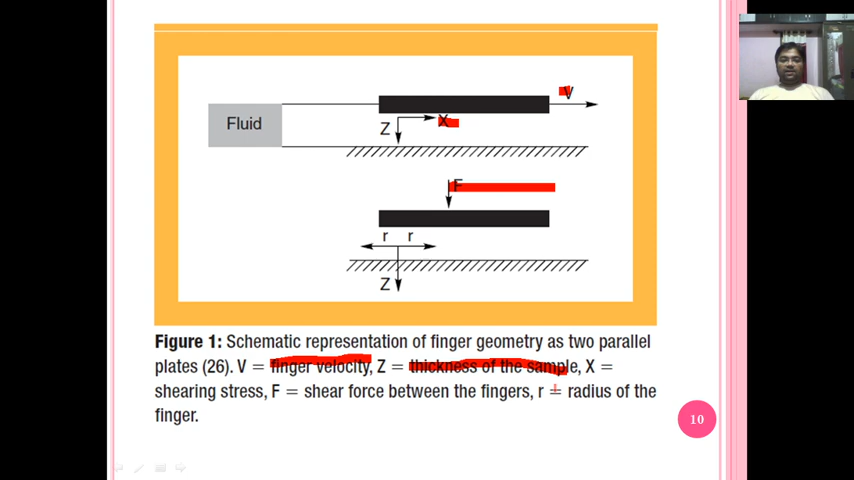 V
Fluid
X
Z
F
r r
Z
Figure 1: Schematic representation of finger geometry as two parallel
plates (26). V = finger velocity, Z = thickness of the sample, X =
shearing stress, F = shear force between the fingers, r = radius of the
finger.
10